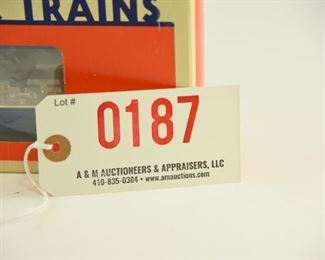 TRAINS
Lot #
0187
A & M AUCTIONEERS & APPRAISERS, LLC
410-835-0384 • www.amauctions.com